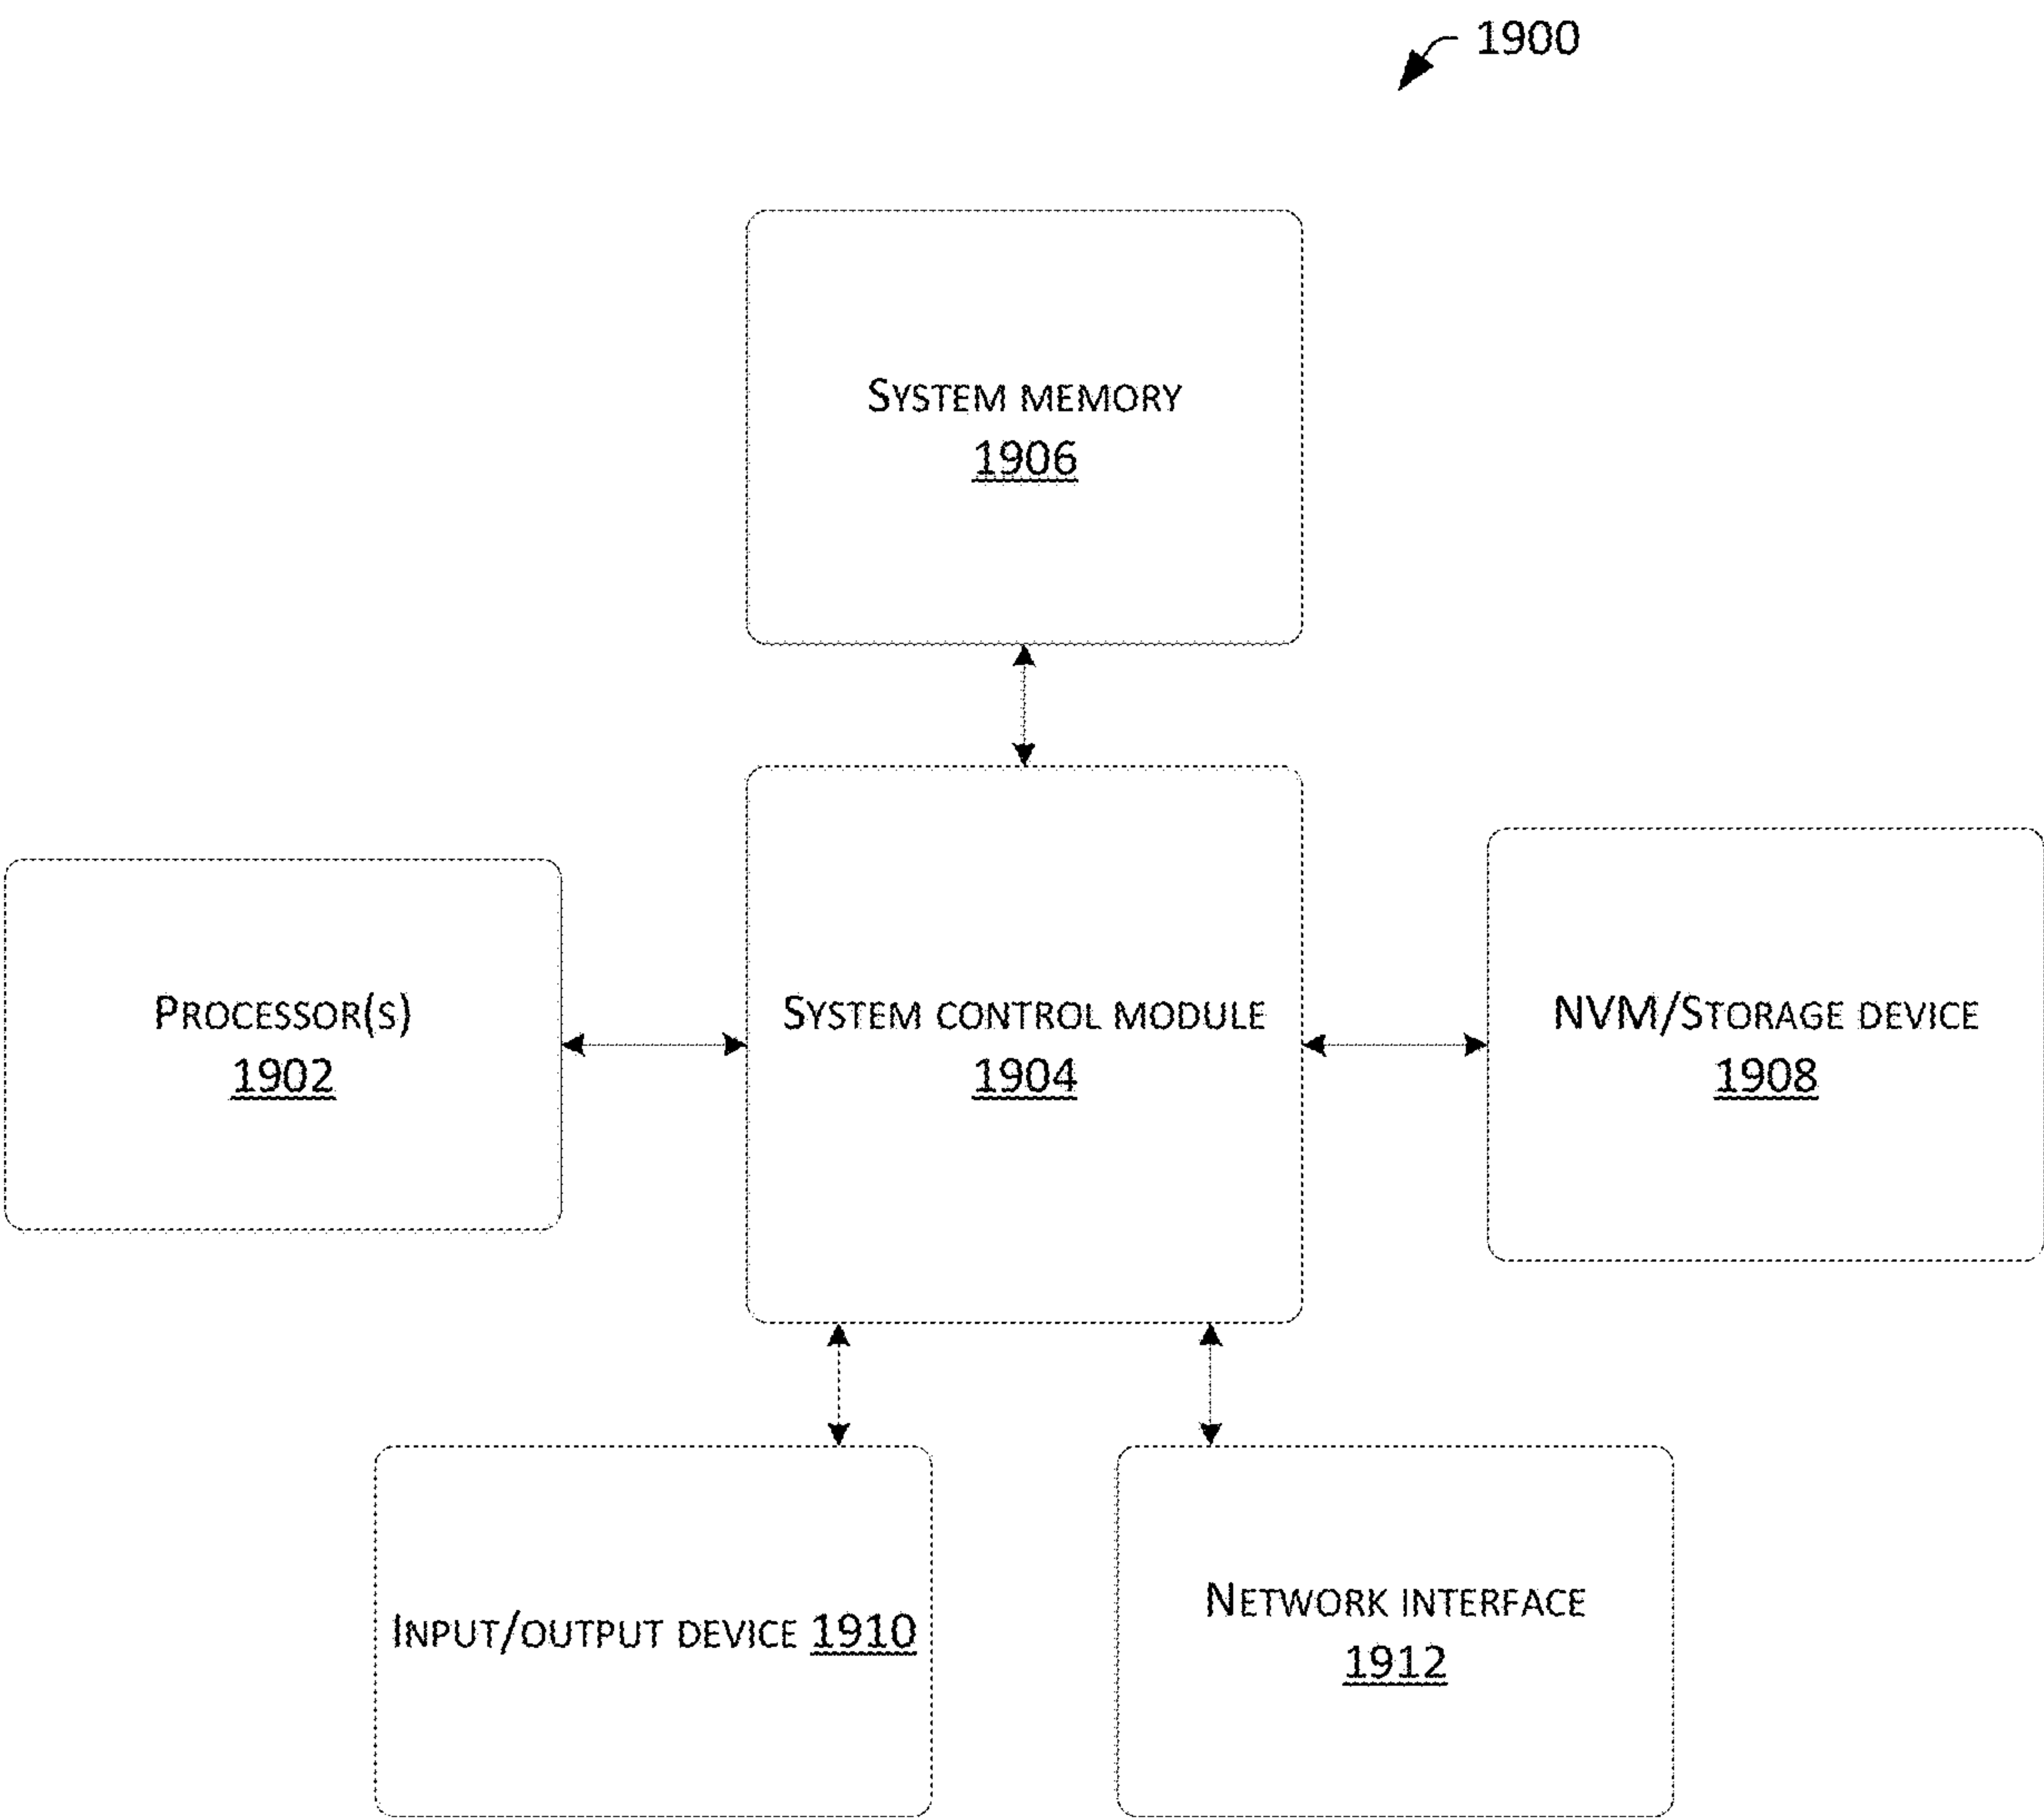 1900
System memory
1906
Processor(s)
1902
System control module
1904
NVM/Storage device
1908
Input/output device 1910
Network interface
1912